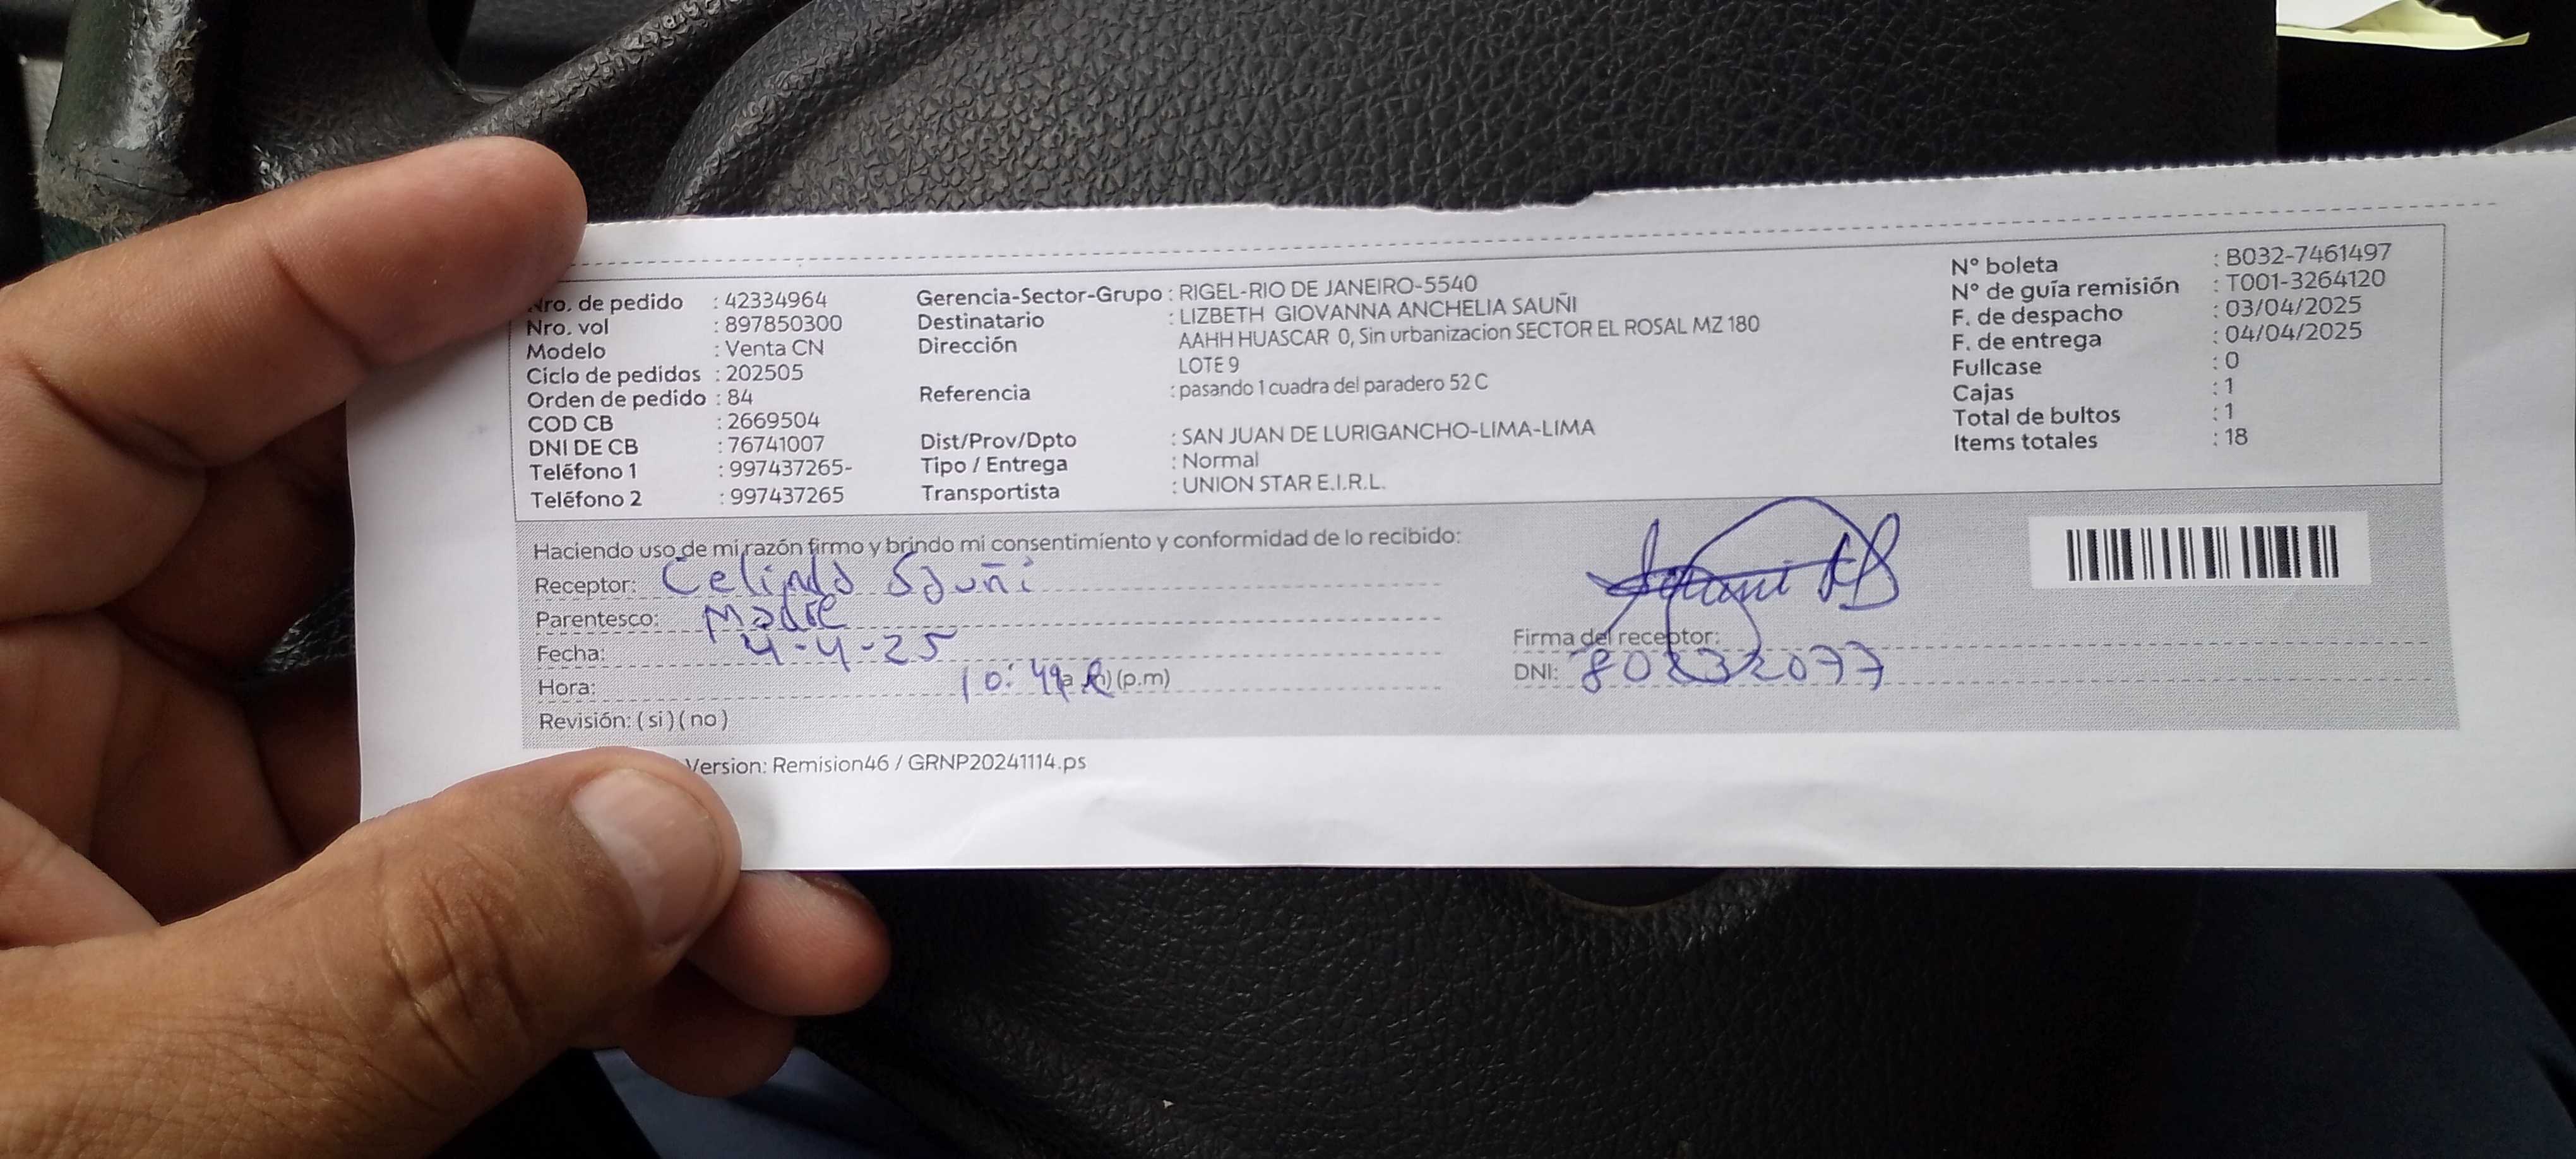 Nro. de pedido : 42334964
Nro. vol : 897850300
Modelo : Venta CN
Ciclo de pedidos : 202505
Orden de pedido : 84
COD CB : 2669504
DNI DE CB : 76741007
Teléfono 1 : 997437265-
Teléfono 2 : 997437265
Gerencia-Sector-Grupo : RIGEL-RIO DE JANEIRO-5540
Destinatario : LIZBETH GIOVANNA ANCHELIA SAUÑI
Dirección AAHH HUASCAR 0, Sin urbanizacion SECTOR EL ROSAL MZ 180
LOTE 9
Referencia : pasando 1 cuadra del paradero 52 C
Dist/Prov/Dpto : SAN JUAN DE LURIGANCHO-LIMA-LIMA
Tipo / Entrega : Normal
Transportista : UNION STAR E.I.R.L.
N° boleta : B032-7461497
N° de guía remisión : T001-3264120
F. de despacho : 03/04/2025
F. de entrega : 04/04/2025
Fullcase : 0
Cajas : 1
Total de bultos : 1
Items totales : 18
Haciendo uso de mi razón firmo y brindo mi consentimiento y conformidad de lo recibido:
Receptor: Celinda Sauñi
Parentesco: Madre
Fecha: 4-4-25
Hora: 10: (p.m)
Revisión: ( si ) ( no )
Firma del receptor:
DNI: 80232077
Version: Remision46 / GRNP20241114.ps